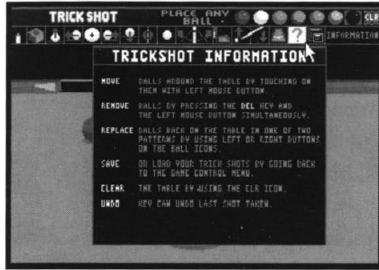 TRICK SHOT
PLACE ANY
BALL
CLR
? INFORMATION
TRICKSHOT INFORMATION
MOVE BALLS AROUND THE TABLE BY TOUCHING ON
THEM WITH LEFT MOUSE BUTTON.
REMOVE BALLS BY PRESSING THE DEL KEY AND
THE LEFT MOUSE BUTTON SIMULTANEOUSLY.
REPLACE BALLS BACK ON THE TABLE IN ONE OF TWO
PATTERNS BY USING LEFT OR RIGHT BUTTONS
ON THE BALL ICONS.
SAVE OR LOAD YOUR TRICK SHOTS BY GOING BACK
TO THE GAME CONTROL MENU.
CLEAR THE TABLE BY USING THE CLR ICON.
UNDO KEY CAN UNDO LAST SHOT TAKEN.